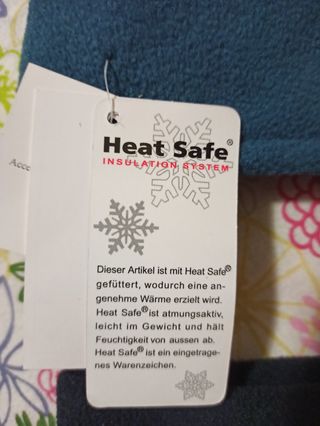 Heat Safe®
INSULATION SYSTEM
Acce
Dieser Artikel ist mit Heat Safe®
gefüttert, wodurch eine an-
genehme Wärme erzielt wird.
Heat Safe® ist atmungsaktiv,
leicht im Gewicht und hält
Feuchtigkeit von aussen ab.
Heat Safe® ist ein eingetrage-
nes Warenzeichen.